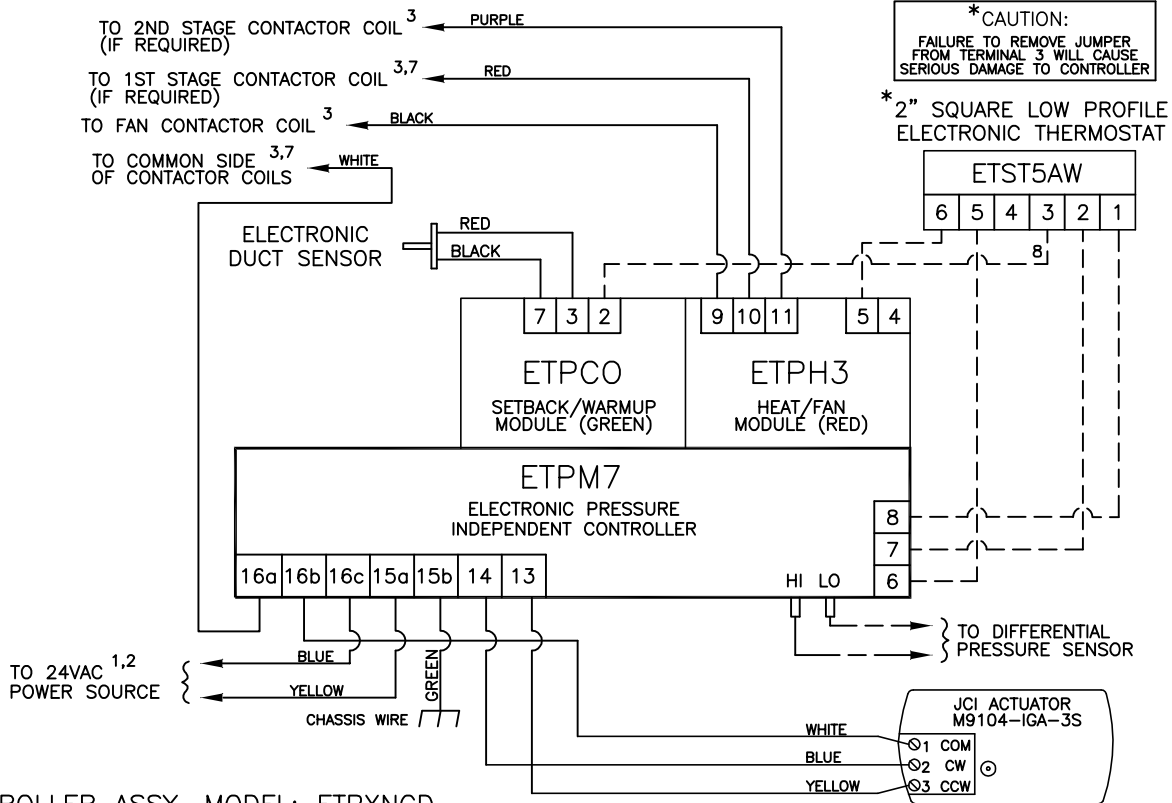 TO 2ND STAGE CONTACTOR COIL 3
(IF REQUIRED)
PURPLE
TO 1ST STAGE CONTACTOR COIL 3,7
(IF REQUIRED)
RED
TO FAN CONTACTOR COIL 3
BLACK
TO COMMON SIDE 3,7
OF CONTACTOR COILS
WHITE
*CAUTION:
FAILURE TO REMOVE JUMPER
FROM TERMINAL 3 WILL CAUSE
SERIOUS DAMAGE TO CONTROLLER
*2" SQUARE LOW PROFILE
ELECTRONIC THERMOSTAT
ETST5AW
6 5 4 3 2 1
8
ELECTRONIC
DUCT SENSOR
RED
BLACK
7 3 2
9 10 11
5 4
ETPCO
SETBACK/WARMUP
MODULE (GREEN)
ETPH3
HEAT/FAN
MODULE (RED)
ETPM7
ELECTRONIC PRESSURE
INDEPENDENT CONTROLLER
8
7
6
16a 16b 16c 15a 15b 14 13
HI LO
TO DIFFERENTIAL
PRESSURE SENSOR
TO 24VAC 1,2
POWER SOURCE
BLUE
YELLOW
GREEN
CHASSIS WIRE
JCI ACTUATOR
M9104-IGA-3S
WHITE
1 COM
BLUE
2 CW
YELLOW
3 CCW